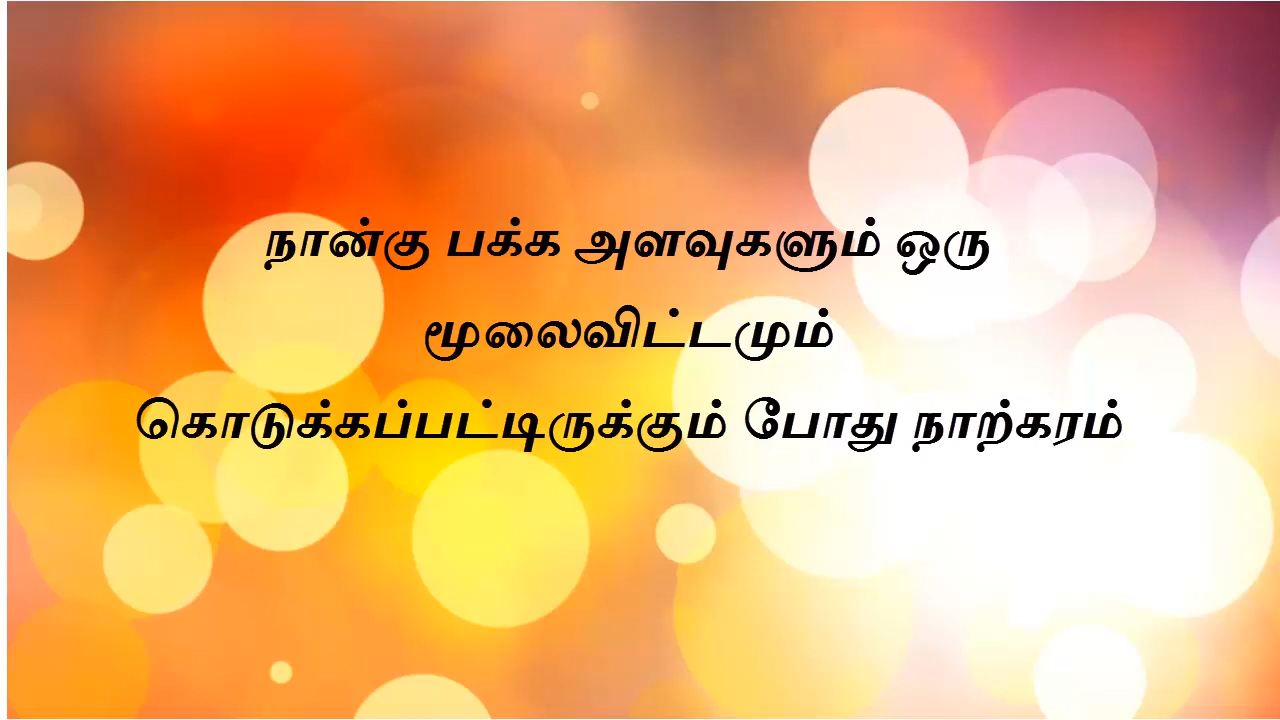 நான்கு பக்க அளவுகளும் ஒரு
மூலைவிட்டமும்
கொடுக்கப்பட்டிருக்கும் போது நாற்கரம்